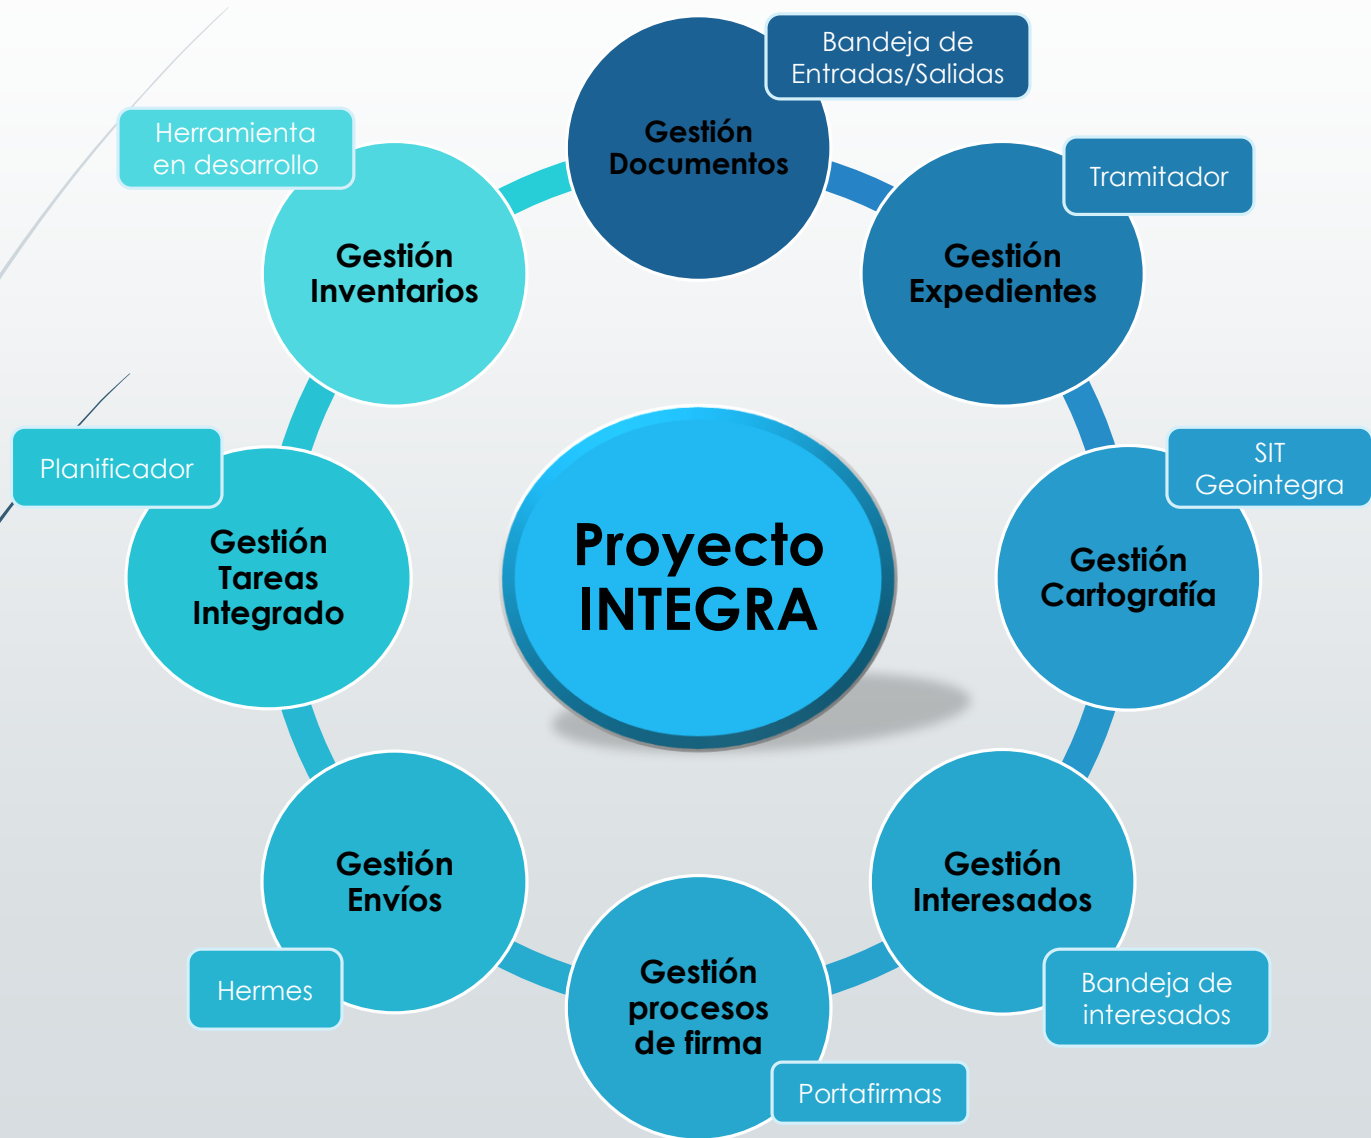 Bandeja de
Entradas/Salidas
Gestión
Documentos
Herramienta
en desarrollo
Tramitador
Gestión
Inventarios
Gestión
Expedientes
Planificador
SIT
Geointegra
Gestión
Tareas
Integrado
Proyecto
INTEGRA
Gestión
Cartografía
Gestión
Envíos
Gestión
Interesados
Hermes
Gestión
procesos
de firma
Bandeja de
interesados
Portafirmas